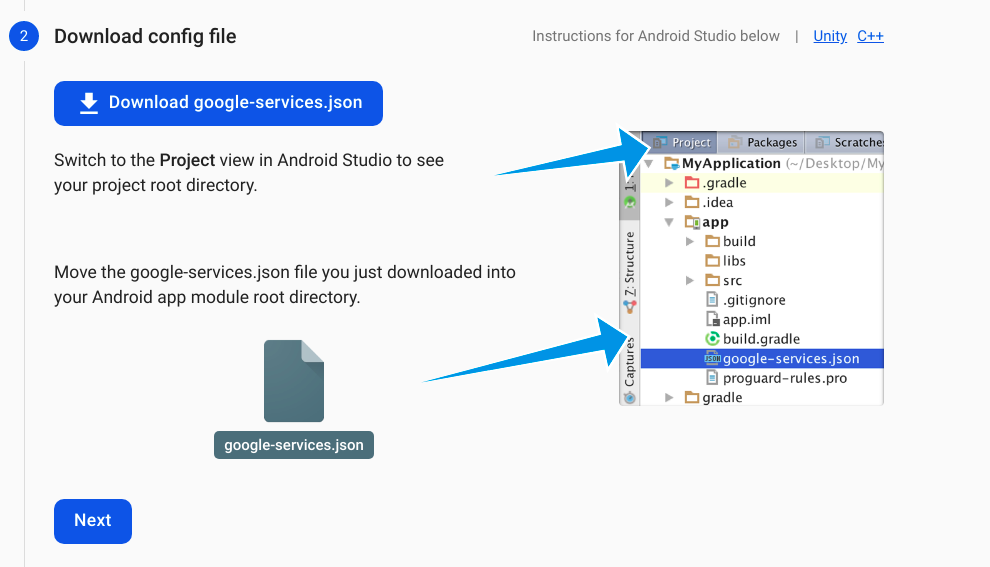 2
Download config file
Instructions for Android Studio below | Unity C++
Download google-services.json
Switch to the Project view in Android Studio to see
your project root directory.
Move the google-services.json file you just downloaded into
your Android app module root directory.
google-services.json
Next
Project Packages Scratches
MyApplication (~/Desktop/My
.gradle
.idea
app
build
libs
src
.gitignore
app.iml
build.gradle
google-services.json
proguard-rules.pro
gradle
1:
7: Structure
Captures